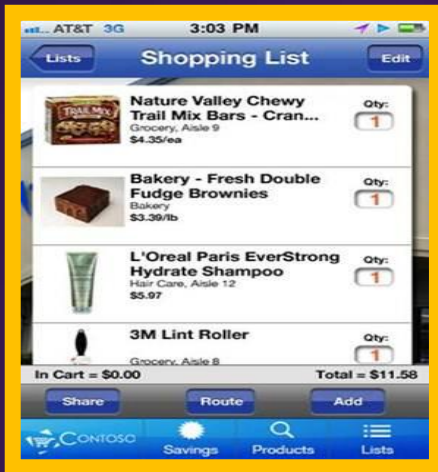 AT&T 3G 3:03 PM
Lists Shopping List Edit
TRAIL MIX
Nature Valley Chewy
Trail Mix Bars - Cran...
Grocery, Aisle 9
$4.35/ea
Qty:
1
Bakery - Fresh Double
Fudge Brownies
Bakery
$3.39/lb
Qty:
1
L'Oreal Paris EverStrong
Hydrate Shampoo
Hair Care, Aisle 12
$5.97
Qty:
1
3M Lint Roller
Grocery, Aisle 8
Qty:
1
In Cart = $0.00 Total = $11.58
Share Route Add
CONTOSO Savings Products Lists